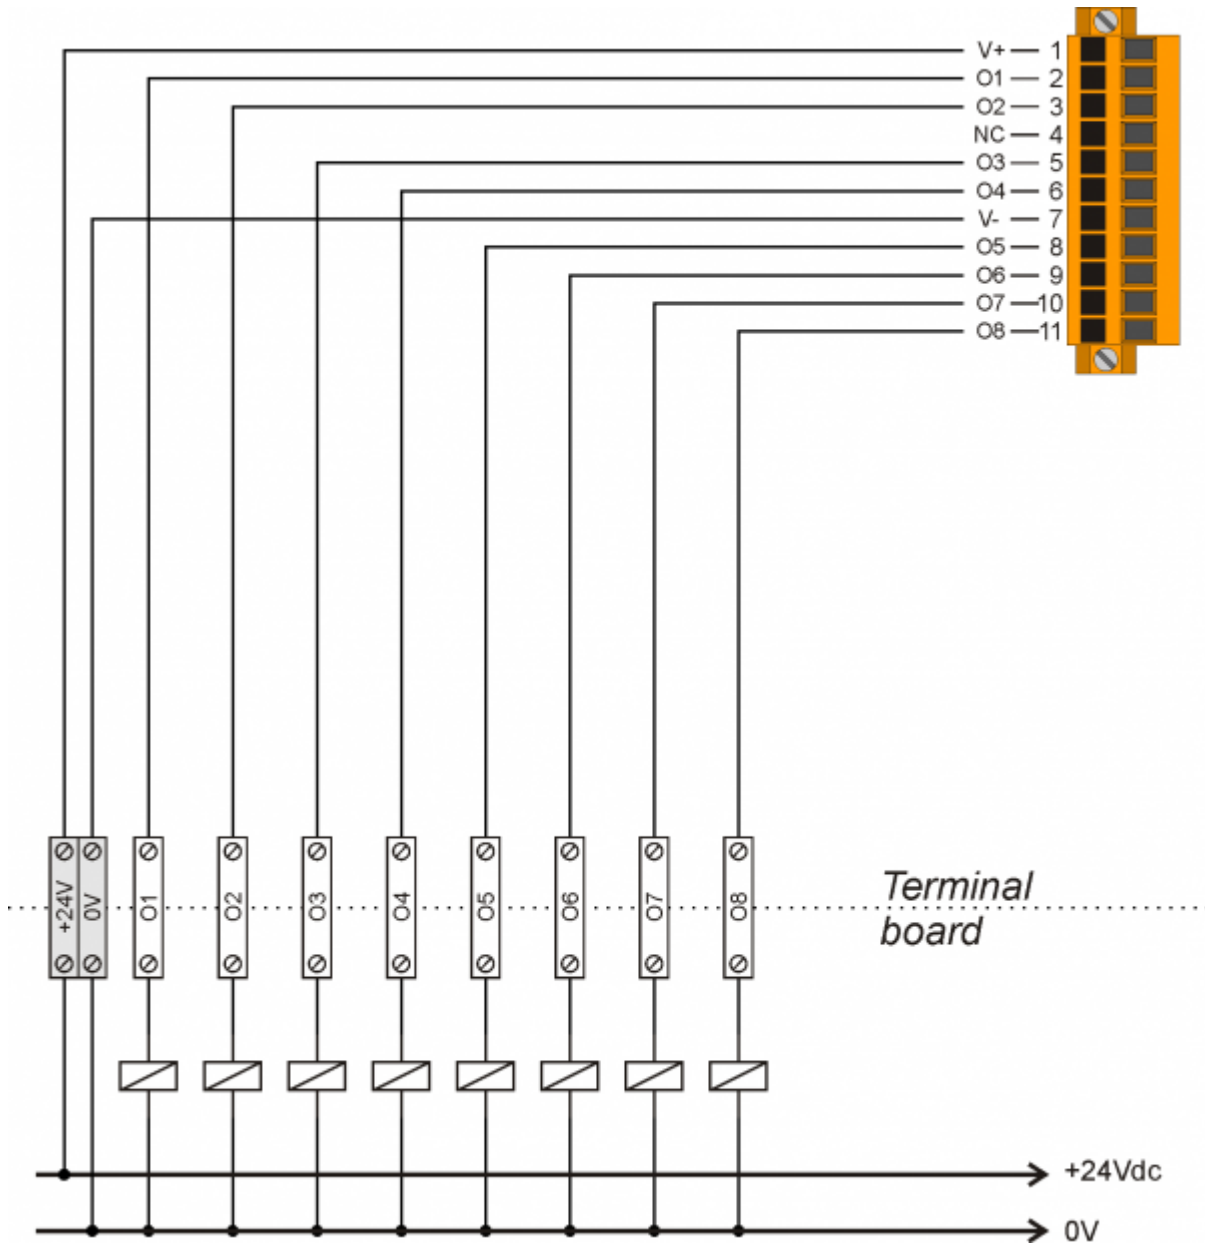 V+ 1
O1 2
O2 3
NC 4
O3 5
O4 6
V- 7
O5 8
O6 9
O7 10
O8 11
+24V 0V O1 O2 O3 O4 O5 O6 O7 O8
Terminal
board
+24Vdc
0V